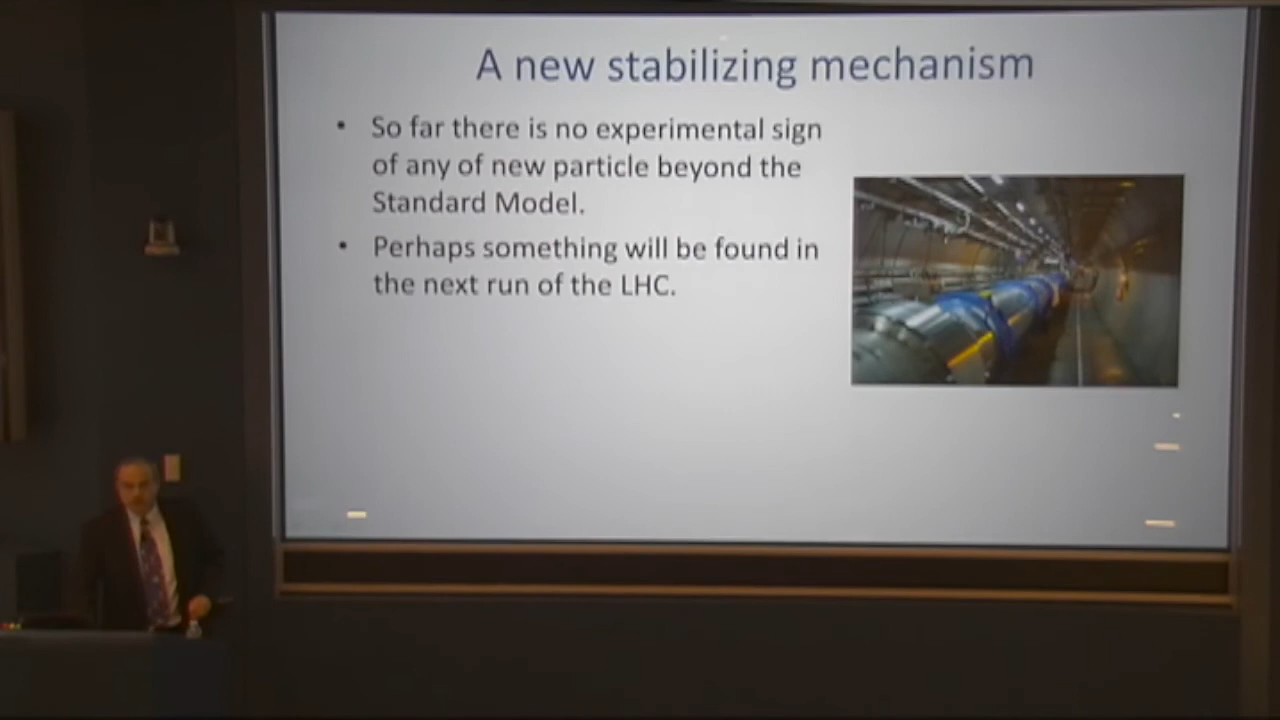 A new stabilizing mechanism
• So far there is no experimental sign
of any of new particle beyond the
Standard Model.
• Perhaps something will be found in
the next run of the LHC.